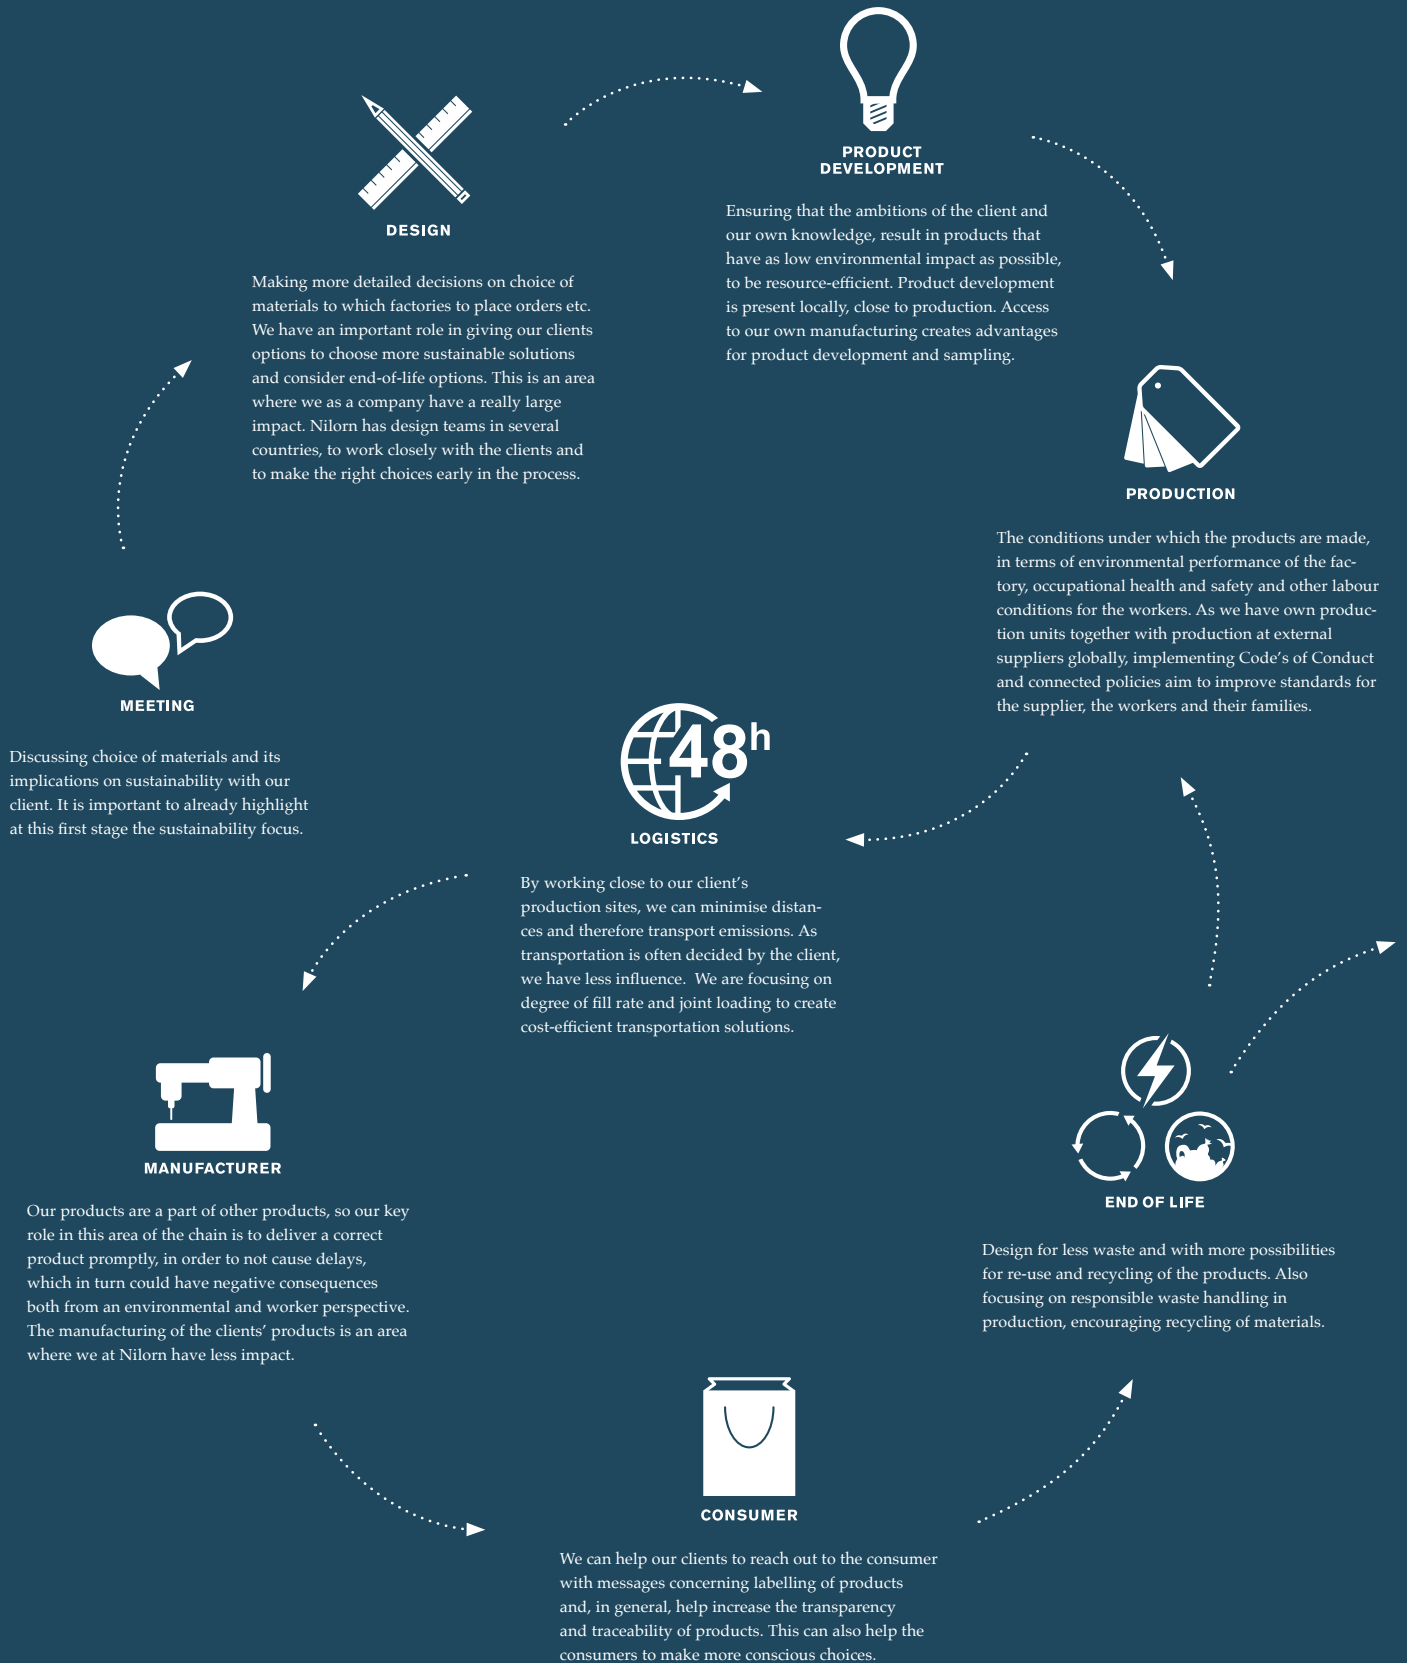 PRODUCT
DEVELOPMENT
Ensuring that the ambitions of the client and
our own knowledge, result in products that
have as low environmental impact as possible,
to be resource-efficient. Product development
is present locally, close to production. Access
to our own manufacturing creates advantages
for product development and sampling.
DESIGN
Making more detailed decisions on choice of
materials to which factories to place orders etc.
We have an important role in giving our clients
options to choose more sustainable solutions
and consider end-of-life options. This is an area
where we as a company have a really large
impact. Nilorn has design teams in several
countries, to work closely with the clients and
to make the right choices early in the process.
PRODUCTION
The conditions under which the products are made,
in terms of environmental performance of the fac-
tory, occupational health and safety and other labour
conditions for the workers. As we have own produc-
tion units together with production at external
suppliers globally, implementing Code's of Conduct
and connected policies aim to improve standards for
the supplier, the workers and their families.
MEETING
Discussing choice of materials and its
implications on sustainability with our
client. It is important to already highlight
at this first stage the sustainability focus.
48h
LOGISTICS
By working close to our client's
production sites, we can minimise distan-
ces and therefore transport emissions. As
transportation is often decided by the client,
we have less influence.  We are focusing on
degree of fill rate and joint loading to create
cost-efficient transportation solutions.
MANUFACTURER
Our products are a part of other products, so our key
role in this area of the chain is to deliver a correct
product promptly, in order to not cause delays,
which in turn could have negative consequences
both from an environmental and worker perspective.
The manufacturing of the clients' products is an area
where we at Nilorn have less impact.
END OF LIFE
Design for less waste and with more possibilities
for re-use and recycling of the products. Also
focusing on responsible waste handling in
production, encouraging recycling of materials.
CONSUMER
We can help our clients to reach out to the consumer
with messages concerning labelling of products
and, in general, help increase the transparency
and traceability of products. This can also help the
consumers to make more conscious choices.